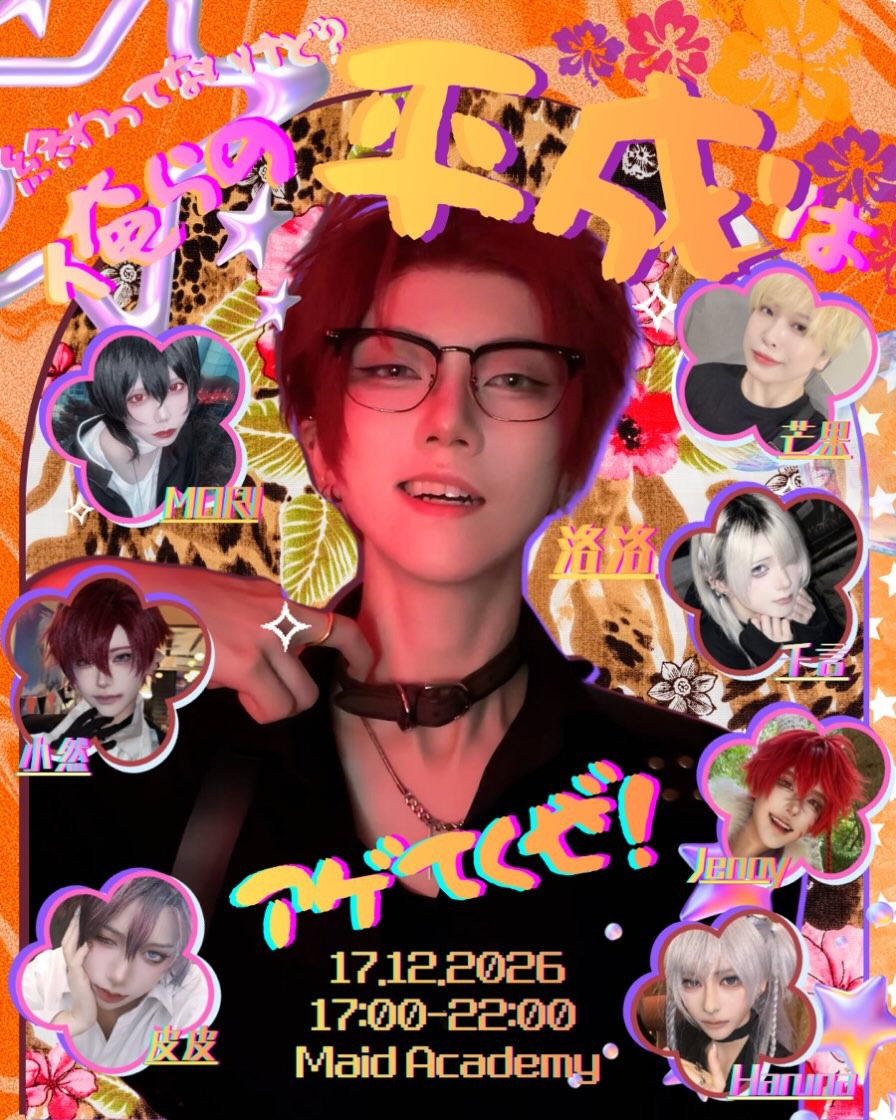 終わってないけど?
俺らの
平成は
MORI
芒果
洛洛
千言
小然
Jenny
アゲてくぜ!
皮皮
Haruna
17.12.2026
17:00-22:00
Maid Academy